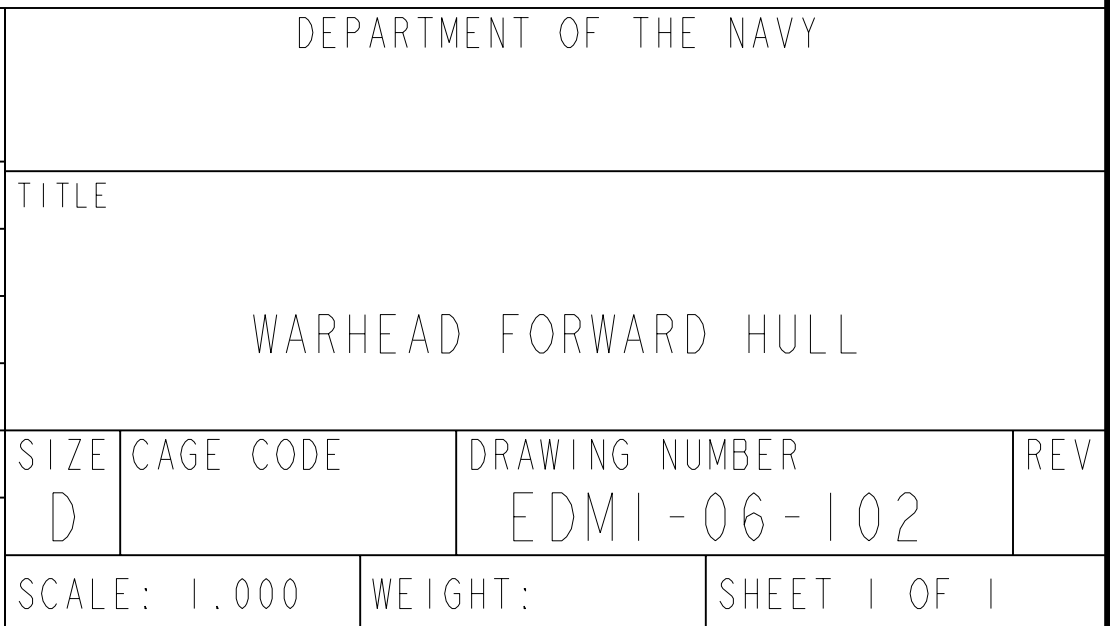 DEPARTMENT OF THE NAVY
TITLE
WARHEAD FORWARD HULL
SIZE CAGE CODE DRAWING NUMBER REV
D EDM1-06-102
SCALE: 1.000 WEIGHT: SHEET 1 OF 1